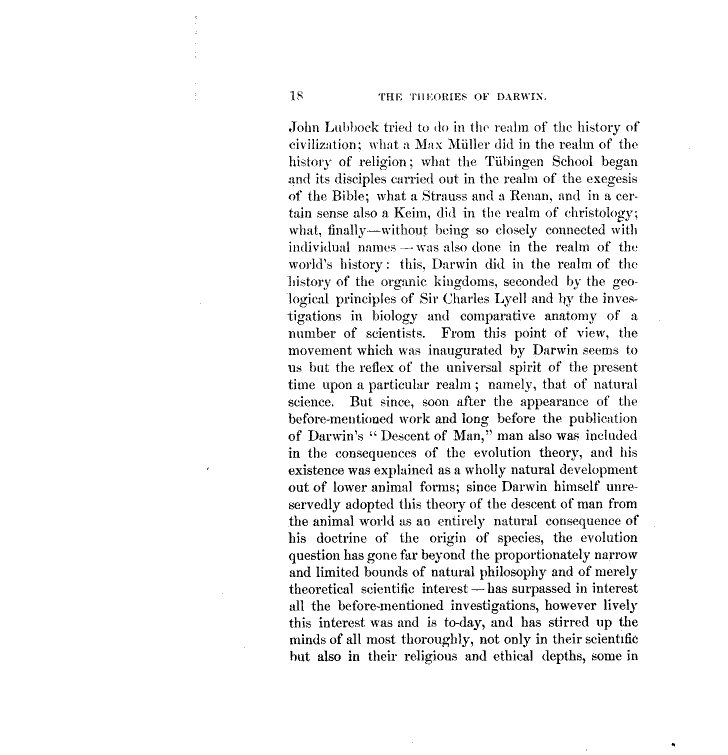 18 THE THEORIES OF DARWIN.
John Lubbock tried to do in the realm of the history of
civilization; what a Max Müller did in the realm of the
history of religion; what the Tübingen School began
and its disciples carried out in the realm of the exegesis
of the Bible; what a Strauss and a Renan, and in a cer-
tain sense also a Keim, did in the realm of christology;
what, finally—without being so closely connected with
individual names—was also done in the realm of the
world's history: this, Darwin did in the realm of the
history of the organic kingdoms, seconded by the geo-
logical principles of Sir Charles Lyell and by the inves-
tigations in biology and comparative anatomy of a
number of scientists. From this point of view, the
movement which was inaugurated by Darwin seems to
us but the reflex of the universal spirit of the present
time upon a particular realm; namely, that of natural
science. But since, soon after the appearance of the
before-mentioned work and long before the publication
of Darwin's "Descent of Man," man also was included
in the consequences of the evolution theory, and his
existence was explained as a wholly natural development
out of lower animal forms; since Darwin himself unre-
servedly adopted this theory of the descent of man from
the animal world as an entirely natural consequence of
his doctrine of the origin of species, the evolution
question has gone far beyond the proportionately narrow
and limited bounds of natural philosophy and of merely
theoretical scientific interest—has surpassed in interest
all the before-mentioned investigations, however lively
this interest was and is to-day, and has stirred up the
minds of all most thoroughly, not only in their scientific
but also in their religious and ethical depths, some in